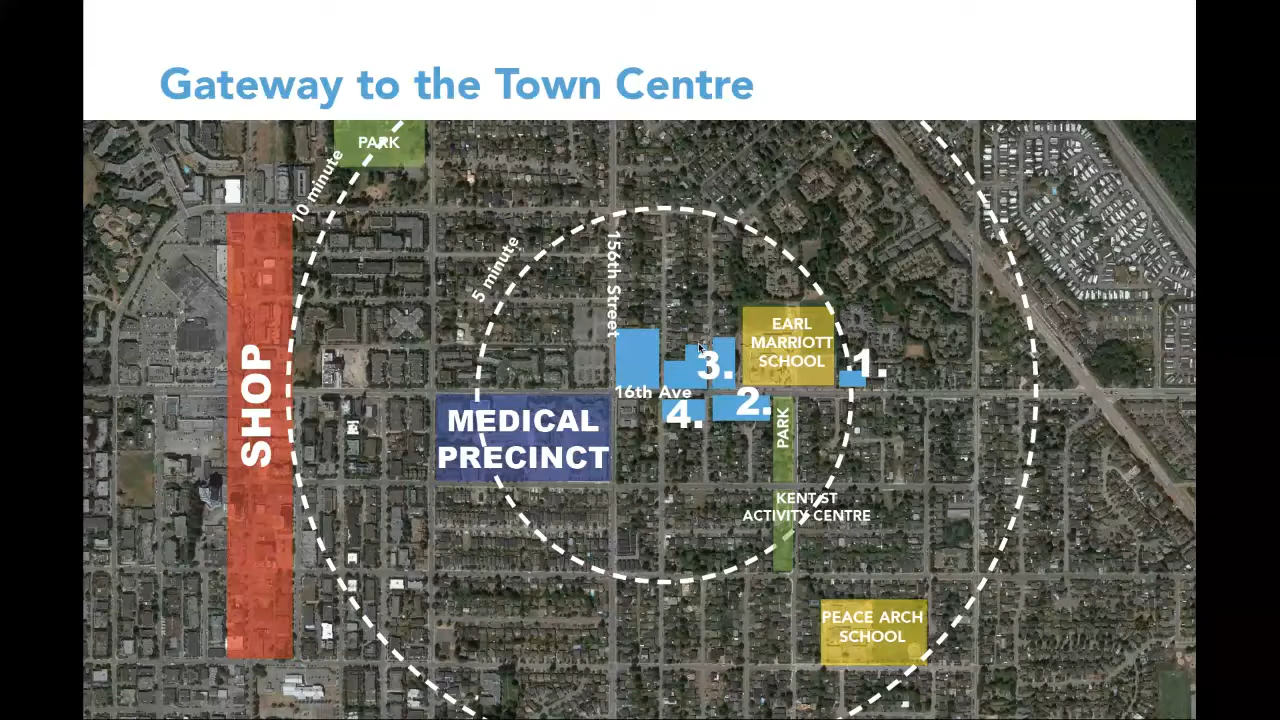 Gateway to the Town Centre
PARK
10 minute
5 minute
156th Street
SHOP
EARL
MARRIOTT
SCHOOL
1.
3.
16th Ave
2.
4.
MEDICAL
PRECINCT
PARK
KENT ST
ACTIVITY CENTRE
PEACE ARCH
SCHOOL